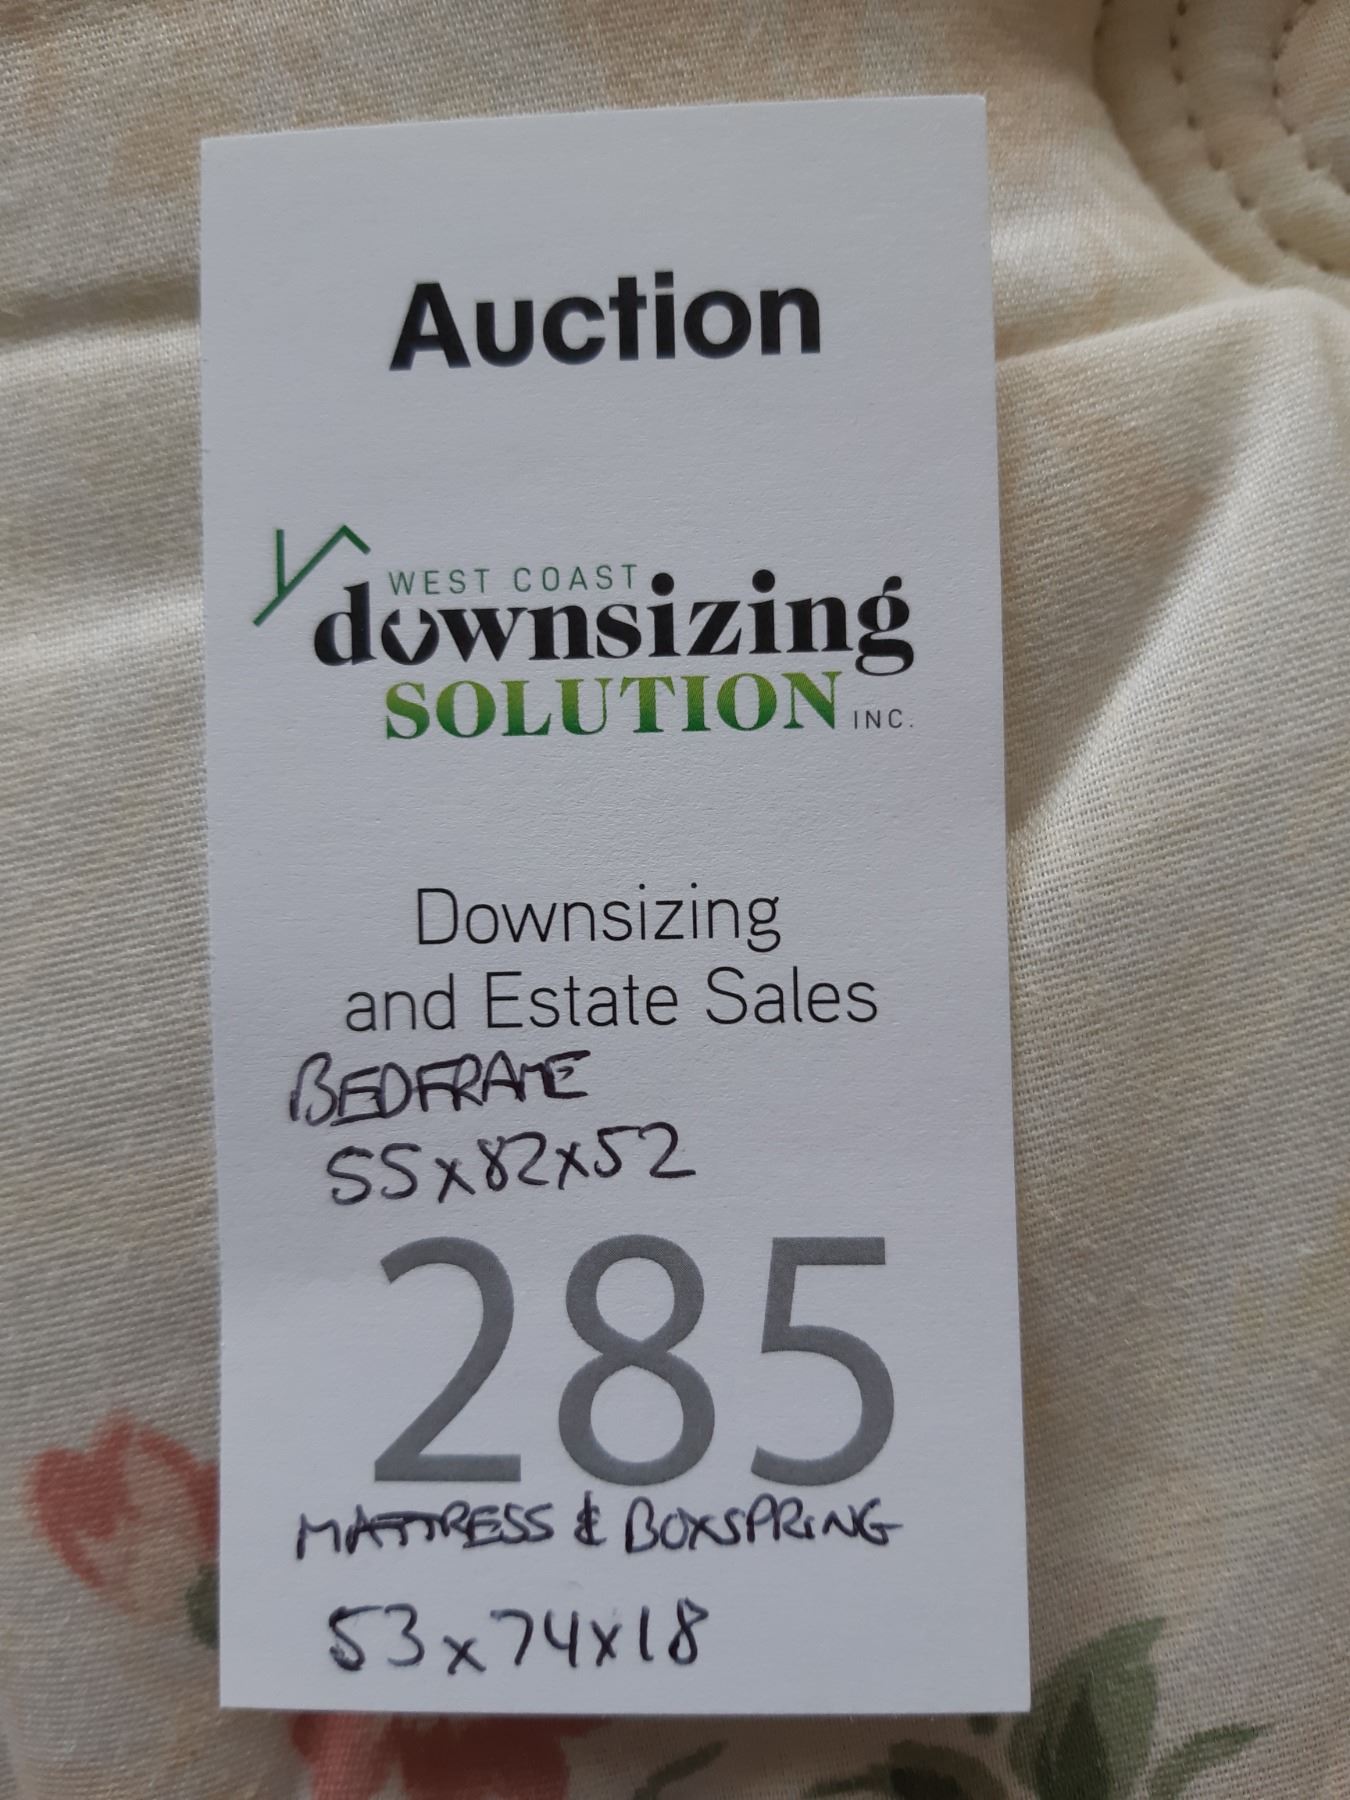 Auction
WEST COAST
downsizing
SOLUTION INC.
Downsizing
and Estate Sales
BEDFRAME
55x82x52
285
MATTRESS & BOXSPRING
53x74x18